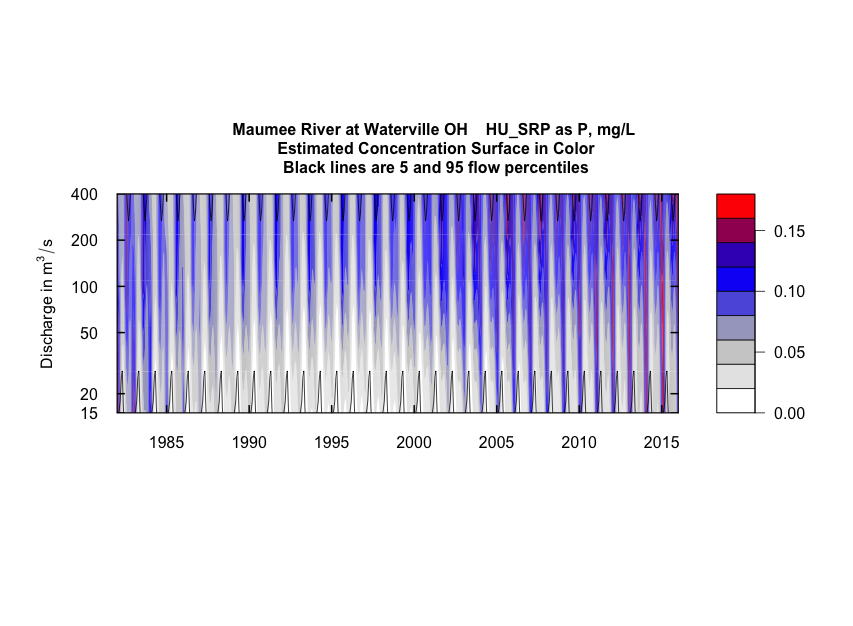 Maumee River at Waterville OH    HU_SRP as P, mg/L
Estimated Concentration Surface in Color
Black lines are 5 and 95 flow percentiles
400
200
100
50
20
15
Discharge in m³/s
1985 1990 1995 2000 2005 2010 2015
0.15
0.10
0.05
0.00